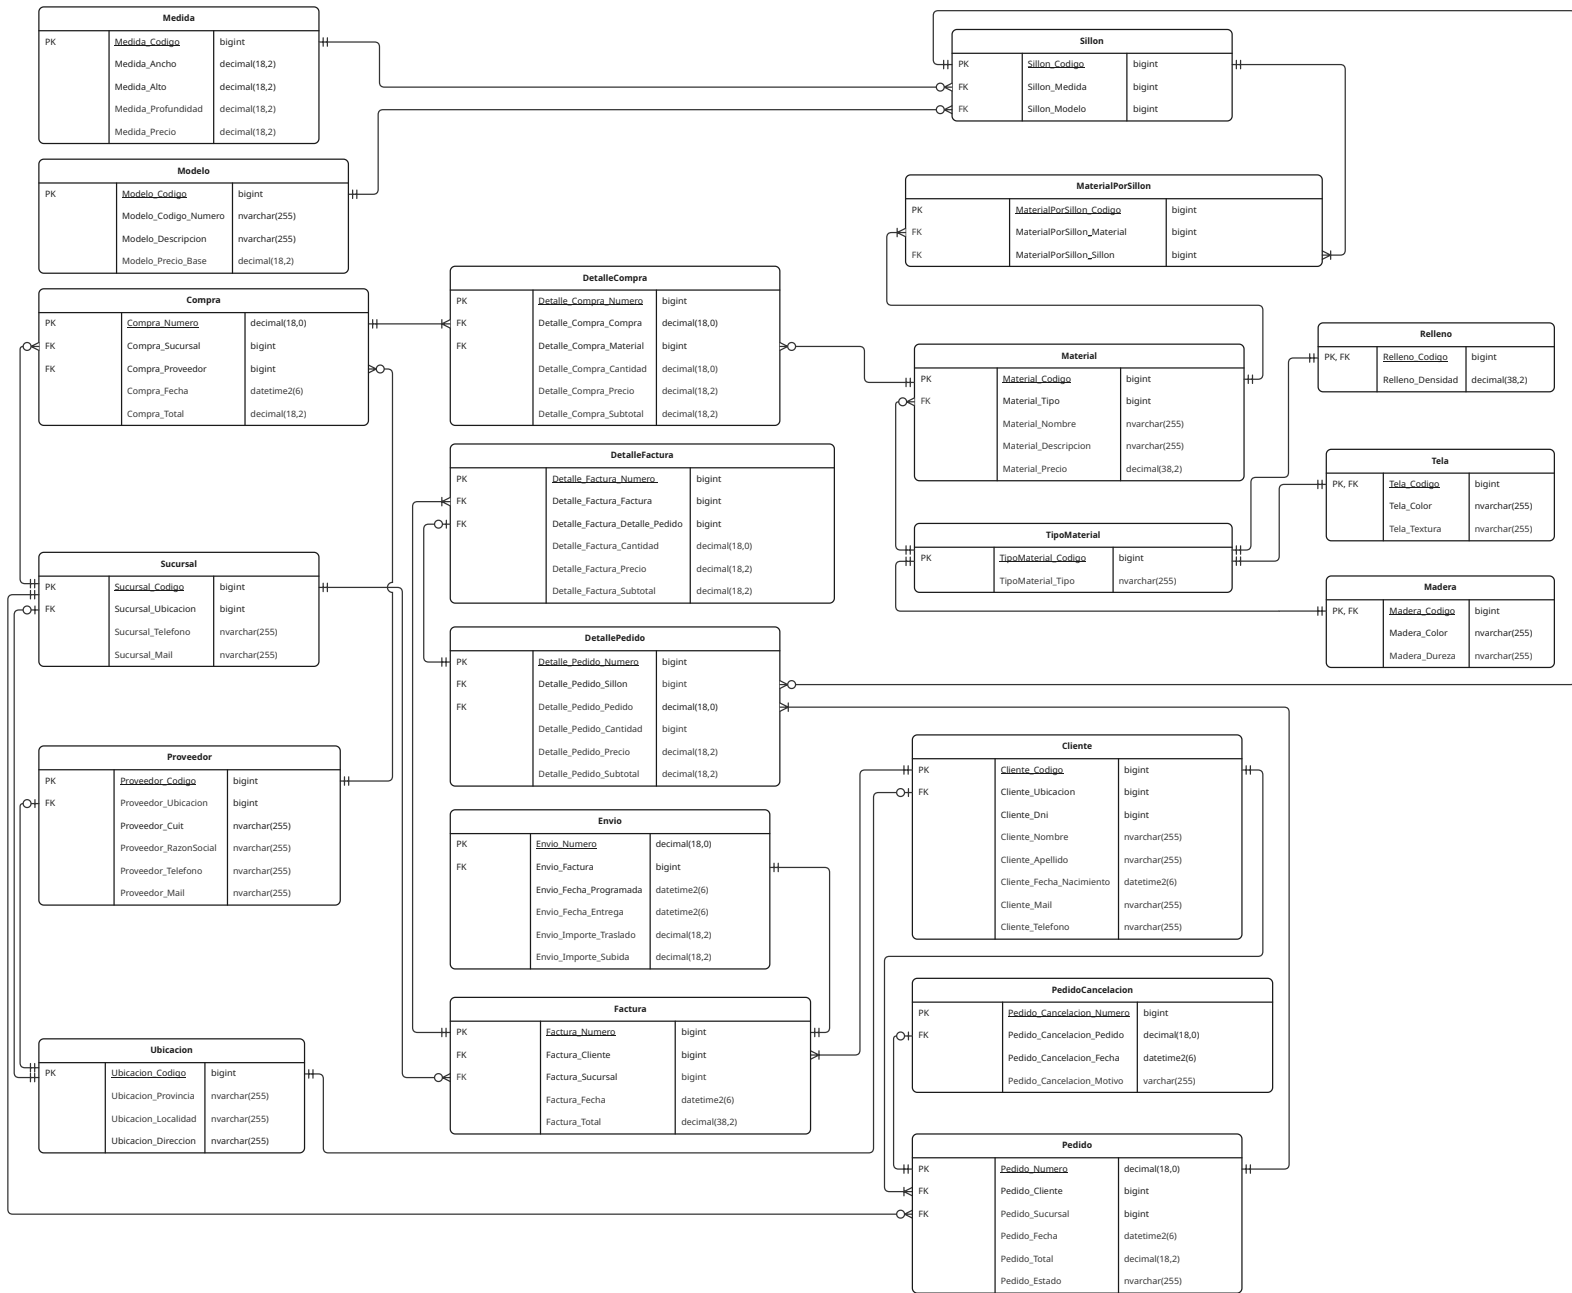 Medida
PK Medida_Codigo bigint
Medida_Ancho decimal(18,2)
Medida_Alto decimal(18,2)
Medida_Profundidad decimal(18,2)
Medida_Precio decimal(18,2)
Modelo
PK Modelo_Codigo bigint
Modelo_Codigo_Numero nvarchar(255)
Modelo_Descripcion nvarchar(255)
Modelo_Precio_Base decimal(18,2)
Compra
PK Compra_Numero decimal(18,0)
FK Compra_Sucursal bigint
FK Compra_Proveedor bigint
Compra_Fecha datetime2(6)
Compra_Total decimal(18,2)
Sucursal
PK Sucursal_Codigo bigint
FK Sucursal_Ubicacion bigint
Sucursal_Telefono nvarchar(255)
Sucursal_Mail nvarchar(255)
Proveedor
PK Proveedor_Codigo bigint
FK Proveedor_Ubicacion bigint
Proveedor_Cuit nvarchar(255)
Proveedor_RazonSocial nvarchar(255)
Proveedor_Telefono nvarchar(255)
Proveedor_Mail nvarchar(255)
Ubicacion
PK Ubicacion_Codigo bigint
Ubicacion_Provincia nvarchar(255)
Ubicacion_Localidad nvarchar(255)
Ubicacion_Direccion nvarchar(255)
DetalleCompra
PK Detalle_Compra_Numero bigint
FK Detalle_Compra_Compra decimal(18,0)
FK Detalle_Compra_Material bigint
Detalle_Compra_Cantidad decimal(18,0)
Detalle_Compra_Precio decimal(18,2)
Detalle_Compra_Subtotal decimal(18,2)
DetalleFactura
PK Detalle_Factura_Numero bigint
FK Detalle_Factura_Factura bigint
FK Detalle_Factura_Detalle_Pedido bigint
Detalle_Factura_Cantidad decimal(18,0)
Detalle_Factura_Precio decimal(18,2)
Detalle_Factura_Subtotal decimal(18,2)
DetallePedido
PK Detalle_Pedido_Numero bigint
FK Detalle_Pedido_Sillon bigint
FK Detalle_Pedido_Pedido decimal(18,0)
Detalle_Pedido_Cantidad bigint
Detalle_Pedido_Precio decimal(18,2)
Detalle_Pedido_Subtotal decimal(18,2)
Envio
PK Envio_Numero decimal(18,0)
FK Envio_Factura bigint
Envio_Fecha_Programada datetime2(6)
Envio_Fecha_Entrega datetime2(6)
Envio_Importe_Traslado decimal(18,2)
Envio_Importe_Subida decimal(18,2)
Factura
PK Factura_Numero bigint
FK Factura_Cliente bigint
FK Factura_Sucursal bigint
Factura_Fecha datetime2(6)
Factura_Total decimal(38,2)
Sillon
PK Sillon_Codigo bigint
FK Sillon_Medida bigint
FK Sillon_Modelo bigint
MaterialPorSillon
PK MaterialPorSillon_Codigo bigint
FK MaterialPorSillon_Material bigint
FK MaterialPorSillon_Sillon bigint
Material
PK Material_Codigo bigint
FK Material_Tipo bigint
Material_Nombre nvarchar(255)
Material_Descripcion nvarchar(255)
Material_Precio decimal(38,2)
TipoMaterial
PK TipoMaterial_Codigo bigint
TipoMaterial_Tipo nvarchar(255)
Relleno
PK, FK Relleno_Codigo bigint
Relleno_Densidad decimal(38,2)
Tela
PK, FK Tela_Codigo bigint
Tela_Color nvarchar(255)
Tela_Textura nvarchar(255)
Madera
PK, FK Madera_Codigo bigint
Madera_Color nvarchar(255)
Madera_Dureza nvarchar(255)
Cliente
PK Cliente_Codigo bigint
FK Cliente_Ubicacion bigint
Cliente_Dni bigint
Cliente_Nombre nvarchar(255)
Cliente_Apellido nvarchar(255)
Cliente_Fecha_Nacimiento datetime2(6)
Cliente_Mail nvarchar(255)
Cliente_Telefono nvarchar(255)
PedidoCancelacion
PK Pedido_Cancelacion_Numero bigint
FK Pedido_Cancelacion_Pedido decimal(18,0)
Pedido_Cancelacion_Fecha datetime2(6)
Pedido_Cancelacion_Motivo varchar(255)
Pedido
PK Pedido_Numero decimal(18,0)
FK Pedido_Cliente bigint
FK Pedido_Sucursal bigint
Pedido_Fecha datetime2(6)
Pedido_Total decimal(18,2)
Pedido_Estado nvarchar(255)